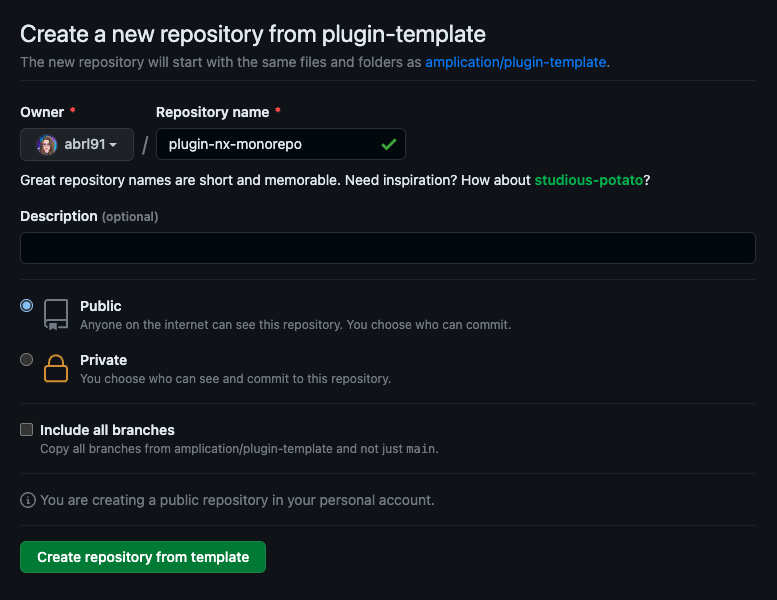 Create a new repository from plugin-template
The new repository will start with the same files and folders as amplication/plugin-template.
Owner * Repository name *
abrl91 / plugin-nx-monorepo
Great repository names are short and memorable. Need inspiration? How about studious-potato?
Description (optional)
Public
Anyone on the internet can see this repository. You choose who can commit.
Private
You choose who can see and commit to this repository.
Include all branches
Copy all branches from amplication/plugin-template and not just main.
You are creating a public repository in your personal account.
Create repository from template